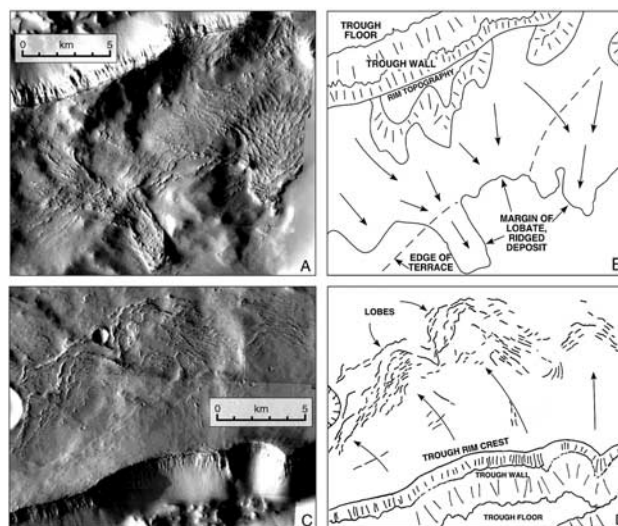 0 km 5
A
TROUGH
FLOOR
TROUGH WALL
RIM TOPOGRAPHY
MARGIN OF
LOBATE,
RIDGED
DEPOSIT
EDGE OF
TERRACE
0 km 5
C
LOBES
TROUGH RIM CREST
TROUGH WALL
TROUGH FLOOR